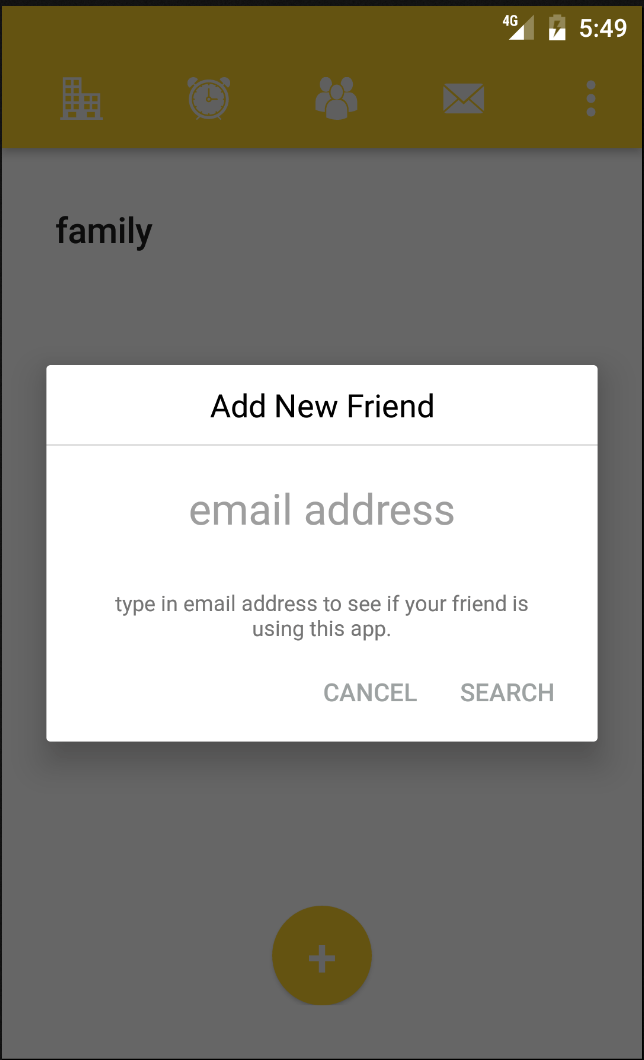 4G 5:49
family
Add New Friend
email address
type in email address to see if your friend is
using this app.
CANCEL SEARCH
+